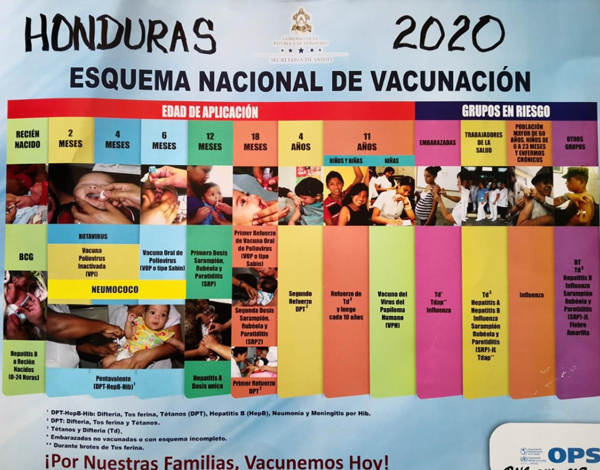 HONDURAS 2020
GOBIERNO DE LA
REPÚBLICA DE HONDURAS
SECRETARÍA DE SALUD
ESQUEMA NACIONAL DE VACUNACIÓN
EDAD DE APLICACIÓN
GRUPOS EN RIESGO
RECIÉN
NACIDO
2
MESES
4
MESES
6
MESES
12
MESES
18
MESES
4
AÑOS
11
AÑOS
NIÑOS Y NIÑAS
NIÑAS
EMBARAZADAS
TRABAJADORES
DE LA
SALUD
POBLACIÓN
MAYOR DE 60
AÑOS, NIÑOS DE
6 A 23 MESES Y
ENFERMOS
CRÓNICOS
OTROS
GRUPOS
BCG
Hepatitis B
a Recién
Nacidos
(0-24 Horas)
ROTAVIRUS
Vacuna
Poliovirus
Inactivada
(VPI)
NEUMOCOCO
Pentavalente
(DPT-HepB-Hib)¹
Vacuna Oral de
Poliovirus
(VOP o tipo Sabin)
Primera Dosis
Sarampión,
Rubéola y
Parotiditis
(SRP)
Hepatitis A
Dosis unica
Primer Refuerzo
de Vacuna Oral
de Poliovirus
(VOP o tipo
Sabin)
Segunda Dosis
Sarampión,
Rubéola y
Parotiditis
(SRP2)
Primer Refuerzo
DPT²
Segundo
Refuerzo
DPT²
Refuerzo de
Td³
y luego
cada 10 años
Vacuna del
Virus del
Papiloma
Humano
(VPH)
Td*
Tdap**
Influenza
Td³
Hepatitis A
Hepatitis B
Influenza
Sarampión
Rubéola y
Parotiditis
(SRP)-JL
Tdap**
Influenza
DT
Td³
Hepatitis B
Influenza
Sarampión
Rubéola y
Parotiditis
(SRP)-JL
Fiebre
Amarilla
¹ DPT-HepB-Hib: Difteria, Tos ferina, Tétanos (DPT), Hepatitis B (HepB), Neumonía y Meningitis por Hib.
² DPT: Difteria, Tos ferina y Tétanos.
³ Tétanos y Difteria (Td).
* Embarazadas no vacunadas o con esquema incompleto.
** Durante brotes de Tos ferina.
¡Por Nuestras Familias, Vacunemos Hoy!
OPS